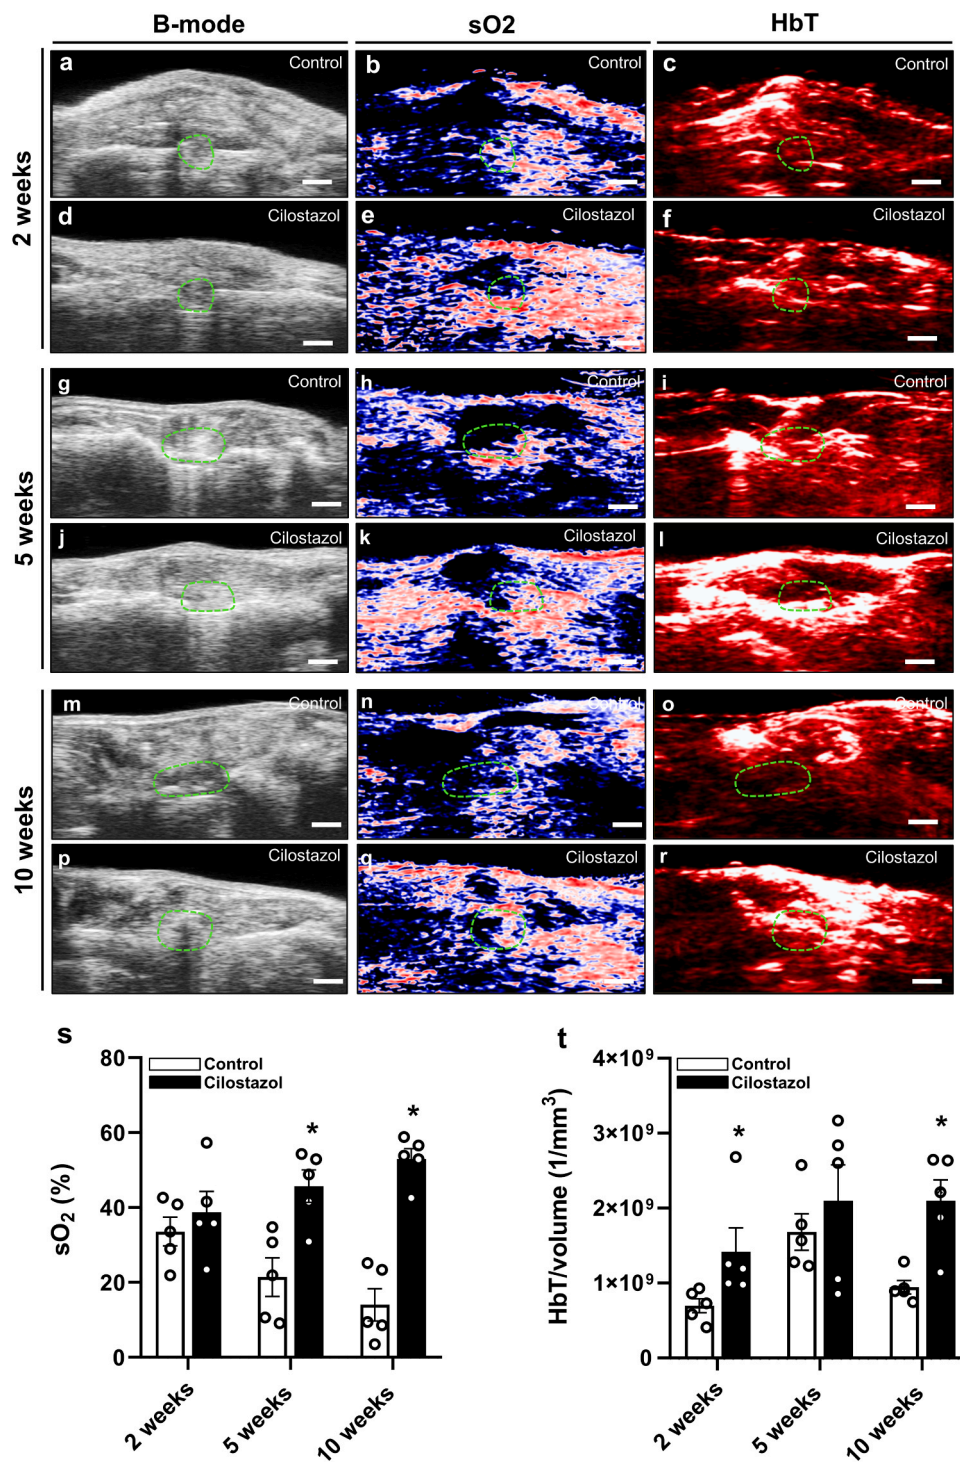 B-mode sO2 HbT
2 weeks
a Control b Control c Control
d Cilostazol e Cilostazol f Cilostazol
5 weeks
g Control h Control i Control
j Cilostazol k Cilostazol l Cilostazol
10 weeks
m Control n Control o Control
p Cilostazol q Cilostazol r Cilostazol
s
Control
Cilostazol
sO₂ (%)
80
60
40
20
0
* *
2 weeks 5 weeks 10 weeks
t
Control
Cilostazol
HbT/volume (1/mm³)
4×10⁹
3×10⁹
2×10⁹
1×10⁹
0
* *
2 weeks 5 weeks 10 weeks